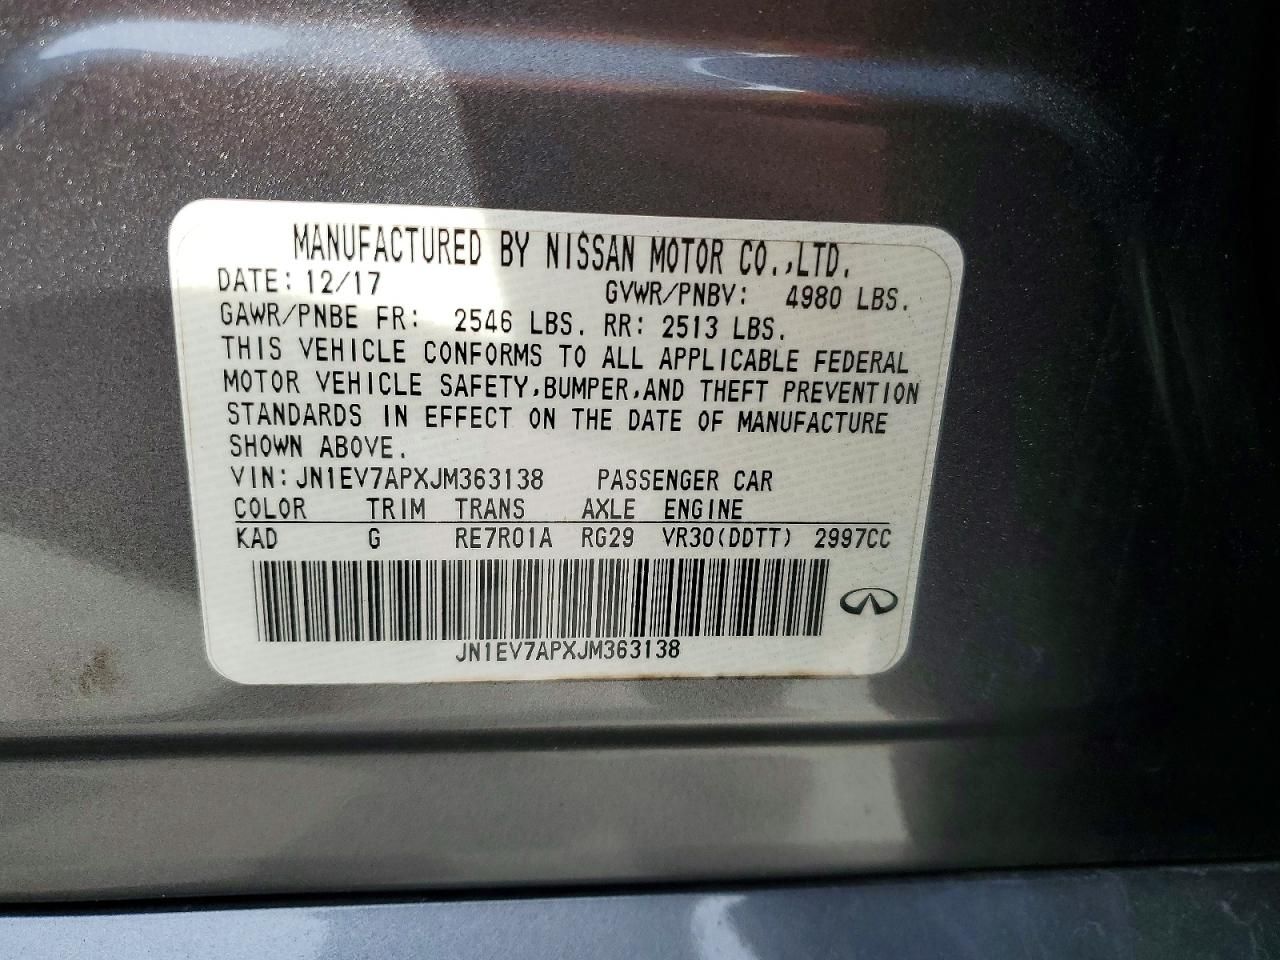 MANUFACTURED BY NISSAN MOTOR CO.,LTD.
DATE: 12/17 GVWR/PNBV: 4980 LBS.
GAWR/PNBE FR: 2546 LBS. RR: 2513 LBS.
THIS VEHICLE CONFORMS TO ALL APPLICABLE FEDERAL
MOTOR VEHICLE SAFETY,BUMPER,AND THEFT PREVENTION
STANDARDS IN EFFECT ON THE DATE OF MANUFACTURE
SHOWN ABOVE.
VIN:JN1EV7APXJM363138 PASSENGER CAR
COLOR TRIM TRANS AXLE ENGINE
KAD G RE7R01A RG29 VR30(DDTT) 2997CC
JN1EV7APXJM363138